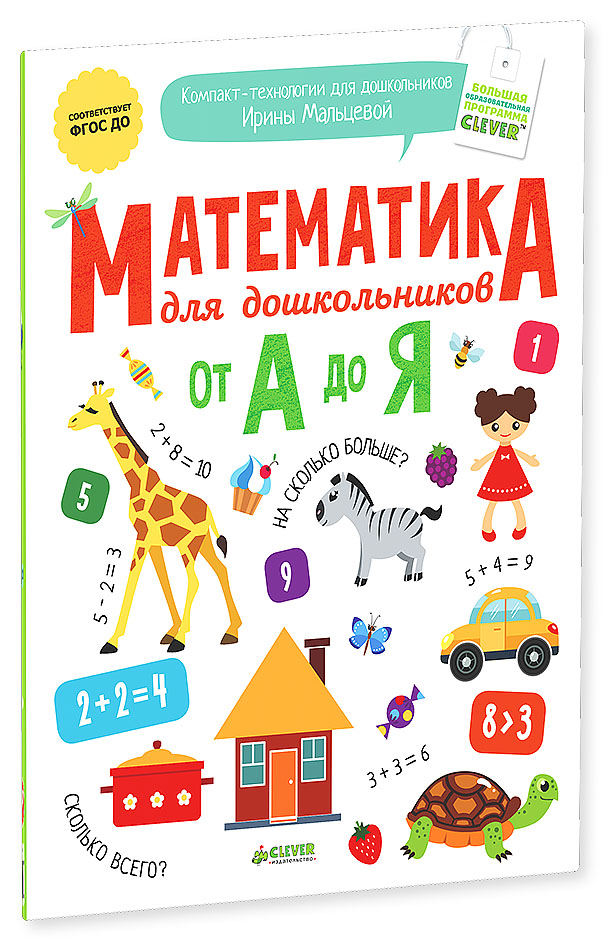 СООТВЕТСТВУЕТ
ФГОС ДО
Компакт-технологии для дошкольников
Ирины Мальцевой
БОЛЬШАЯ
ОБРАЗОВАТЕЛЬНАЯ
ПРОГРАММА
CLEVER™
МАТЕМАТИКА
для дошкольников
от А до Я
1
2 + 8 = 10
НА СКОЛЬКО БОЛЬШЕ?
5
9
5 - 2 = 3
5 + 4 = 9
2+2=4
8>3
3 + 3 = 6
СКОЛЬКО ВСЕГО?
CLEVER
издательство